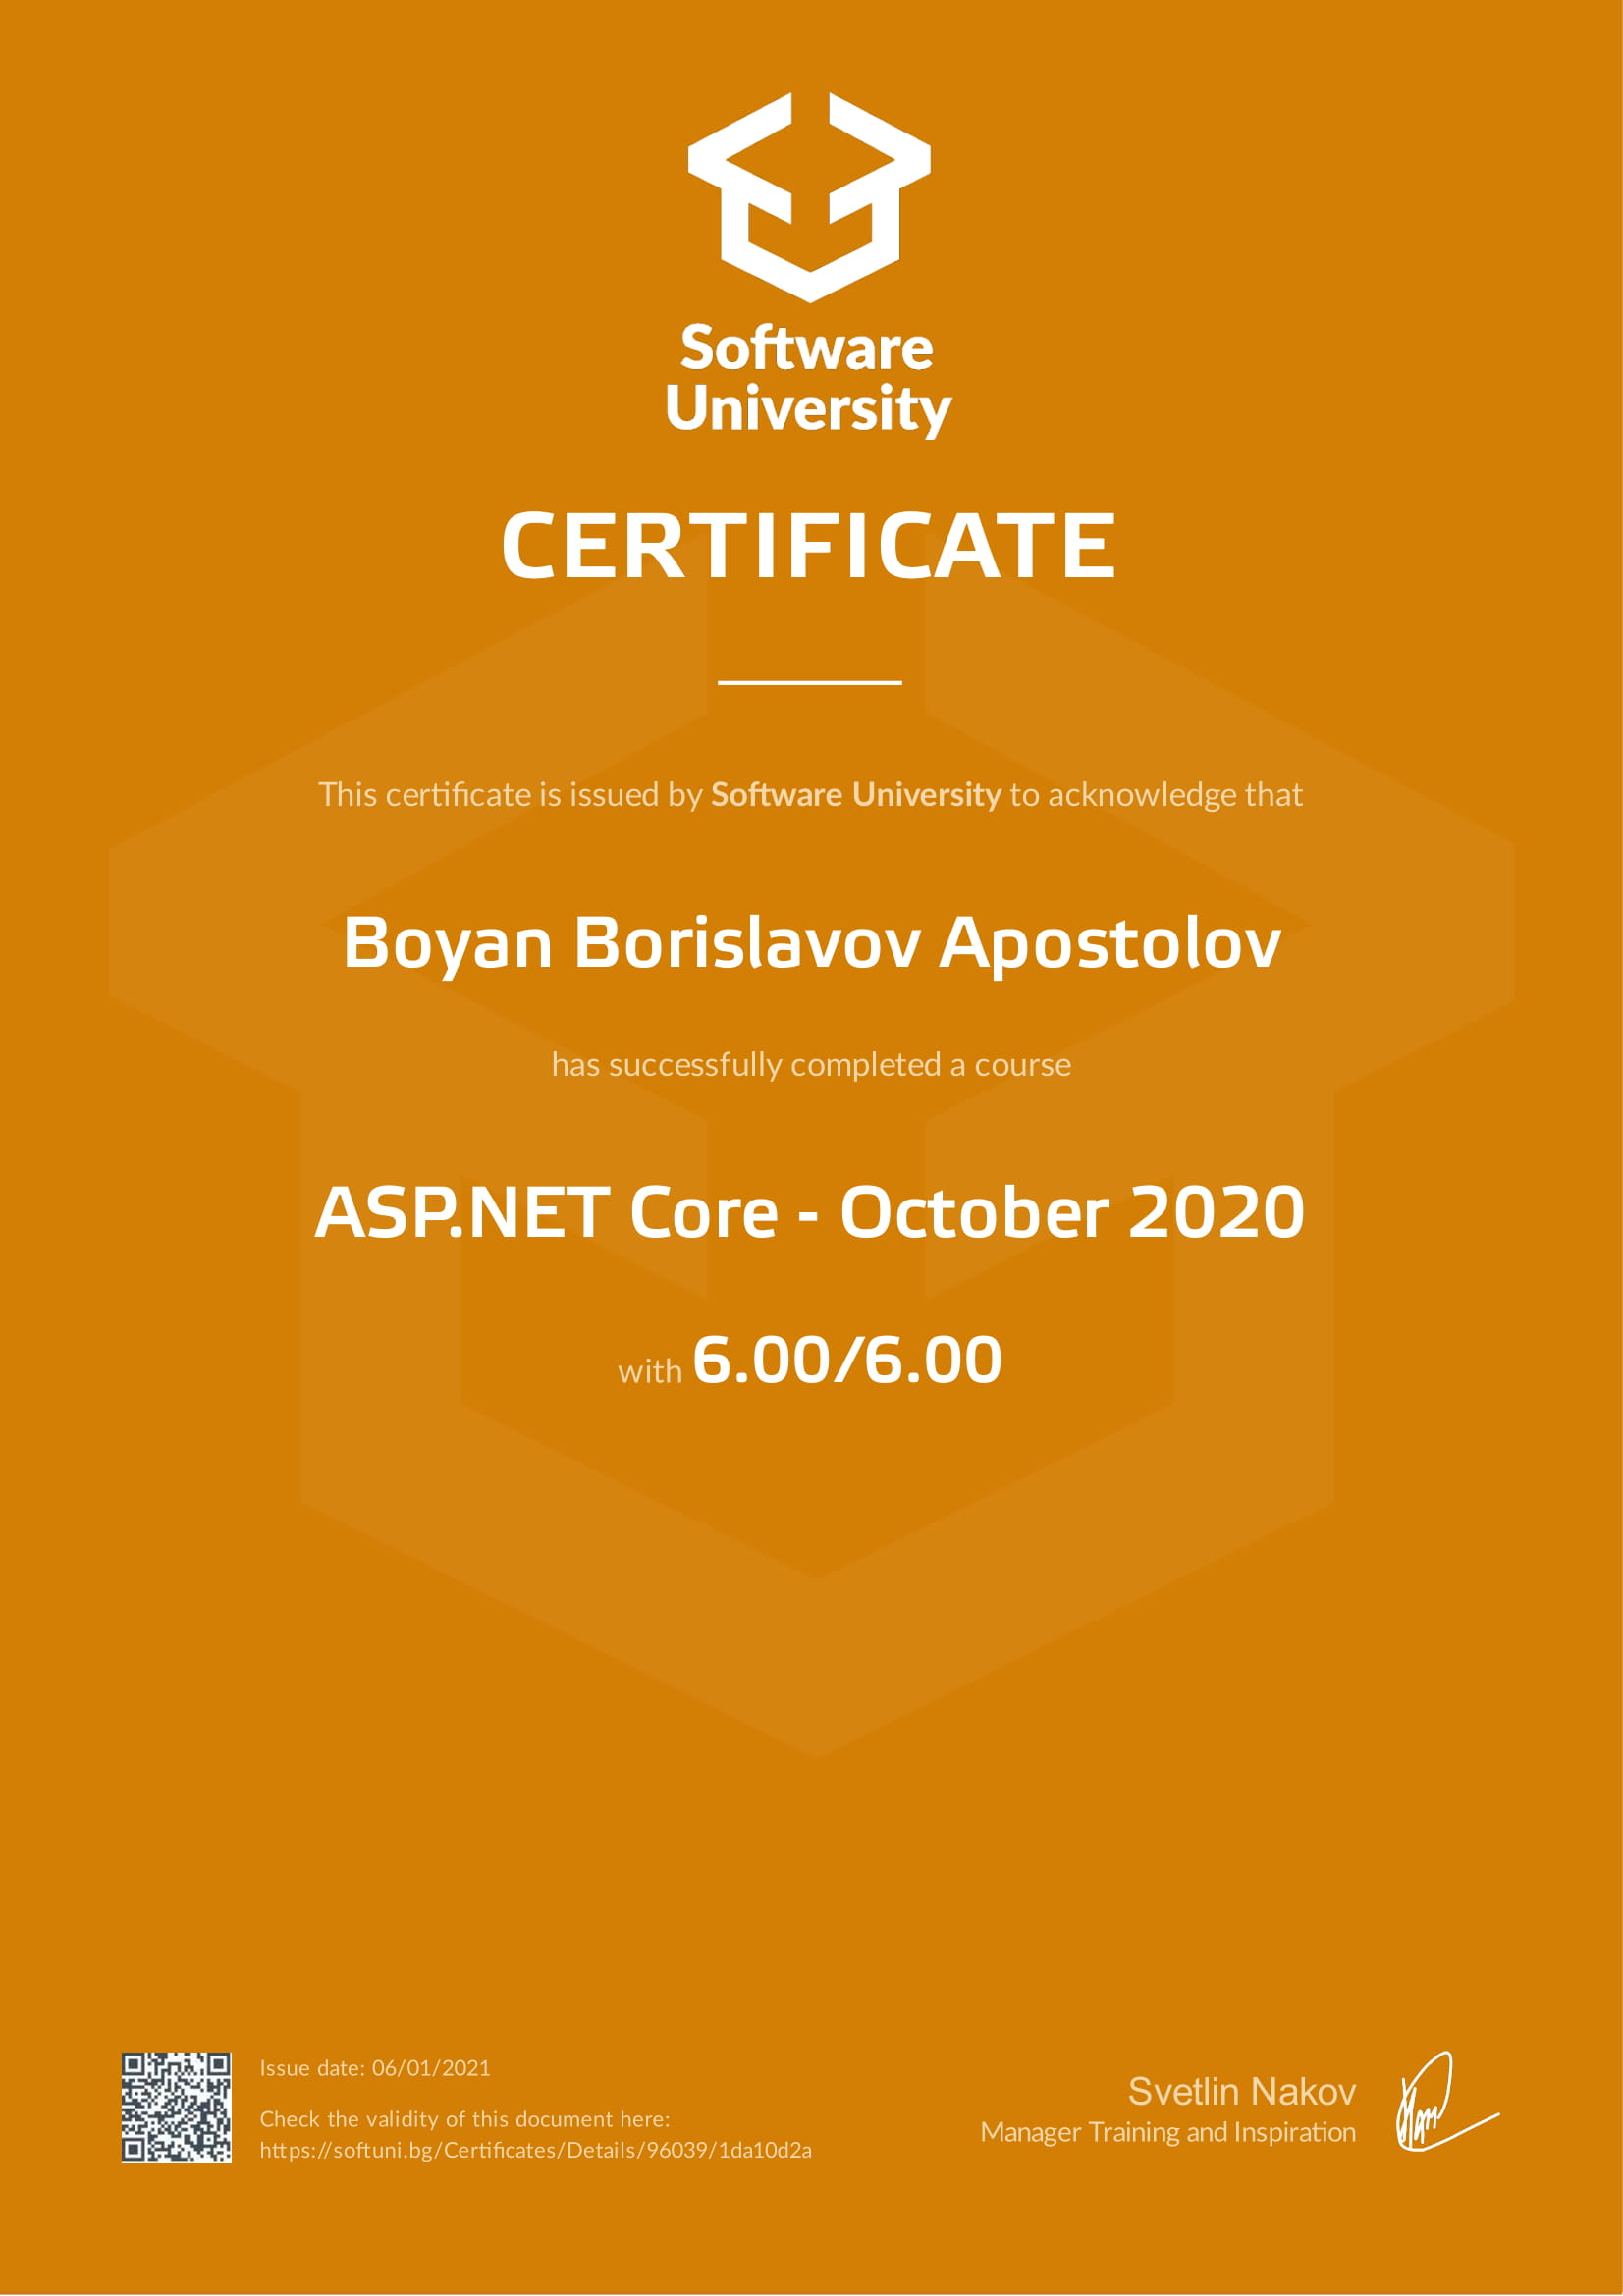 Software
University
CERTIFICATE
This certificate is issued by Software University to acknowledge that
Boyan Borislavov Apostolov
has successfully completed a course
ASP.NET Core - October 2020
with 6.00/6.00
Issue date: 06/01/2021
Check the validity of this document here:
https://softuni.bg/Certificates/Details/96039/1da10d2a
Svetlin Nakov
Manager Training and Inspiration